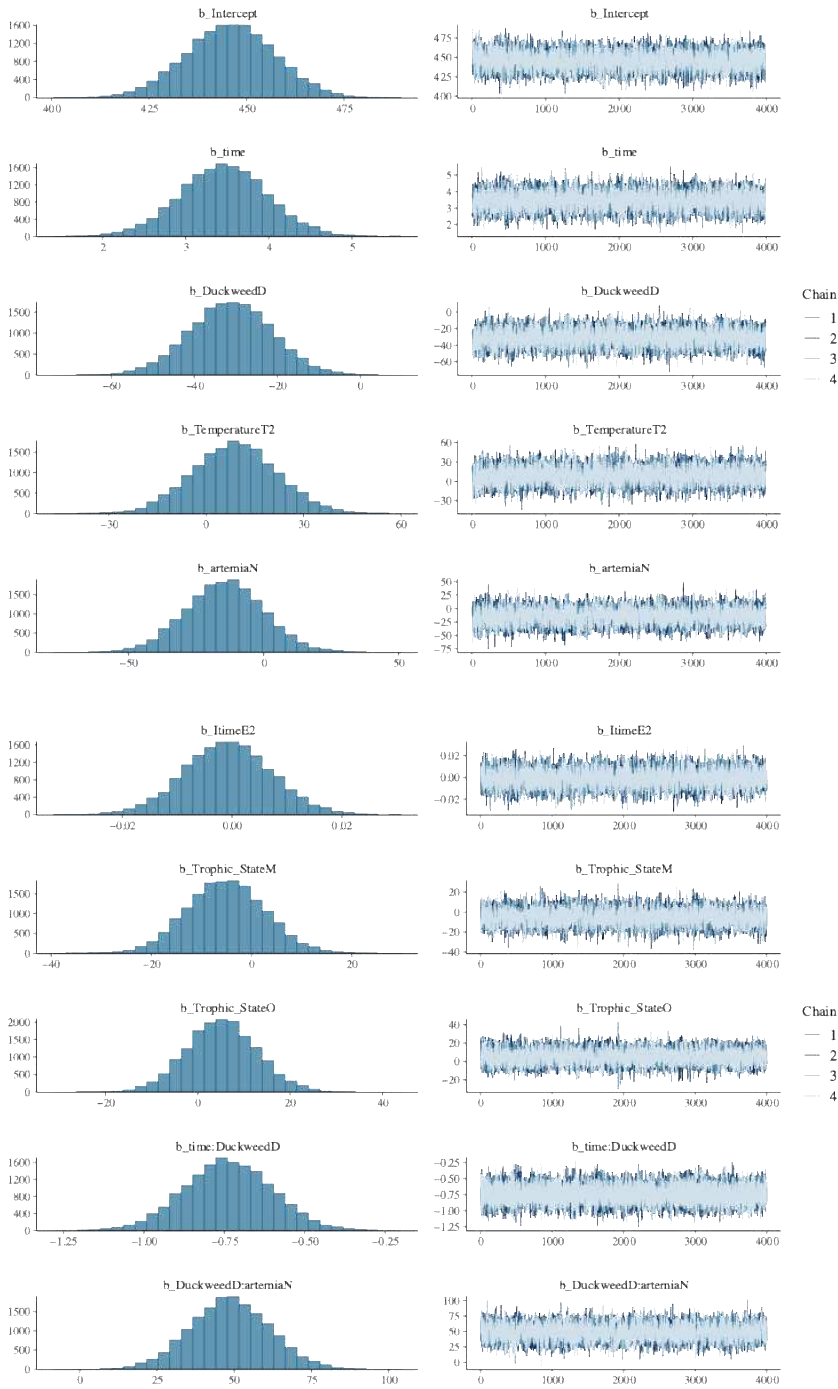 b_Intercept
1600
1200
800
400
0
400 425 450 475
b_Intercept
475
450
425
400
0 1000 2000 3000 4000
b_time
1600
1200
800
400
0
2 3 4 5
b_time
5
4
3
2
0 1000 2000 3000 4000
b_DuckweedD
1500
1000
500
0
−60 −40 −20 0
b_DuckweedD
0
−20
−40
−60
0 1000 2000 3000 4000
Chain
1
2
3
4
b_TemperatureT2
1500
1000
500
0
−30 0 30 60
b_TemperatureT2
60
30
0
−30
0 1000 2000 3000 4000
b_artemiaN
1500
1000
500
0
−50 0 50
b_artemiaN
50
25
0
−25
−50
−75
0 1000 2000 3000 4000
b_ItimeE2
1600
1200
800
400
0
−0.02 0.00 0.02
b_ItimeE2
0.02
0.00
−0.02
0 1000 2000 3000 4000
b_Trophic_StateM
1500
1000
500
0
−40 −20 0 20
b_Trophic_StateM
20
0
−20
−40
0 1000 2000 3000 4000
b_Trophic_StateO
2000
1500
1000
500
0
−20 0 20 40
b_Trophic_StateO
40
20
0
−20
0 1000 2000 3000 4000
Chain
1
2
3
4
b_time:DuckweedD
1600
1200
800
400
0
−1.25 −1.00 −0.75 −0.50 −0.25
b_time:DuckweedD
−0.25
−0.50
−0.75
−1.00
−1.25
0 1000 2000 3000 4000
b_DuckweedD:artemiaN
1500
1000
500
0
0 25 50 75 100
b_DuckweedD:artemiaN
100
75
50
25
0
0 1000 2000 3000 4000